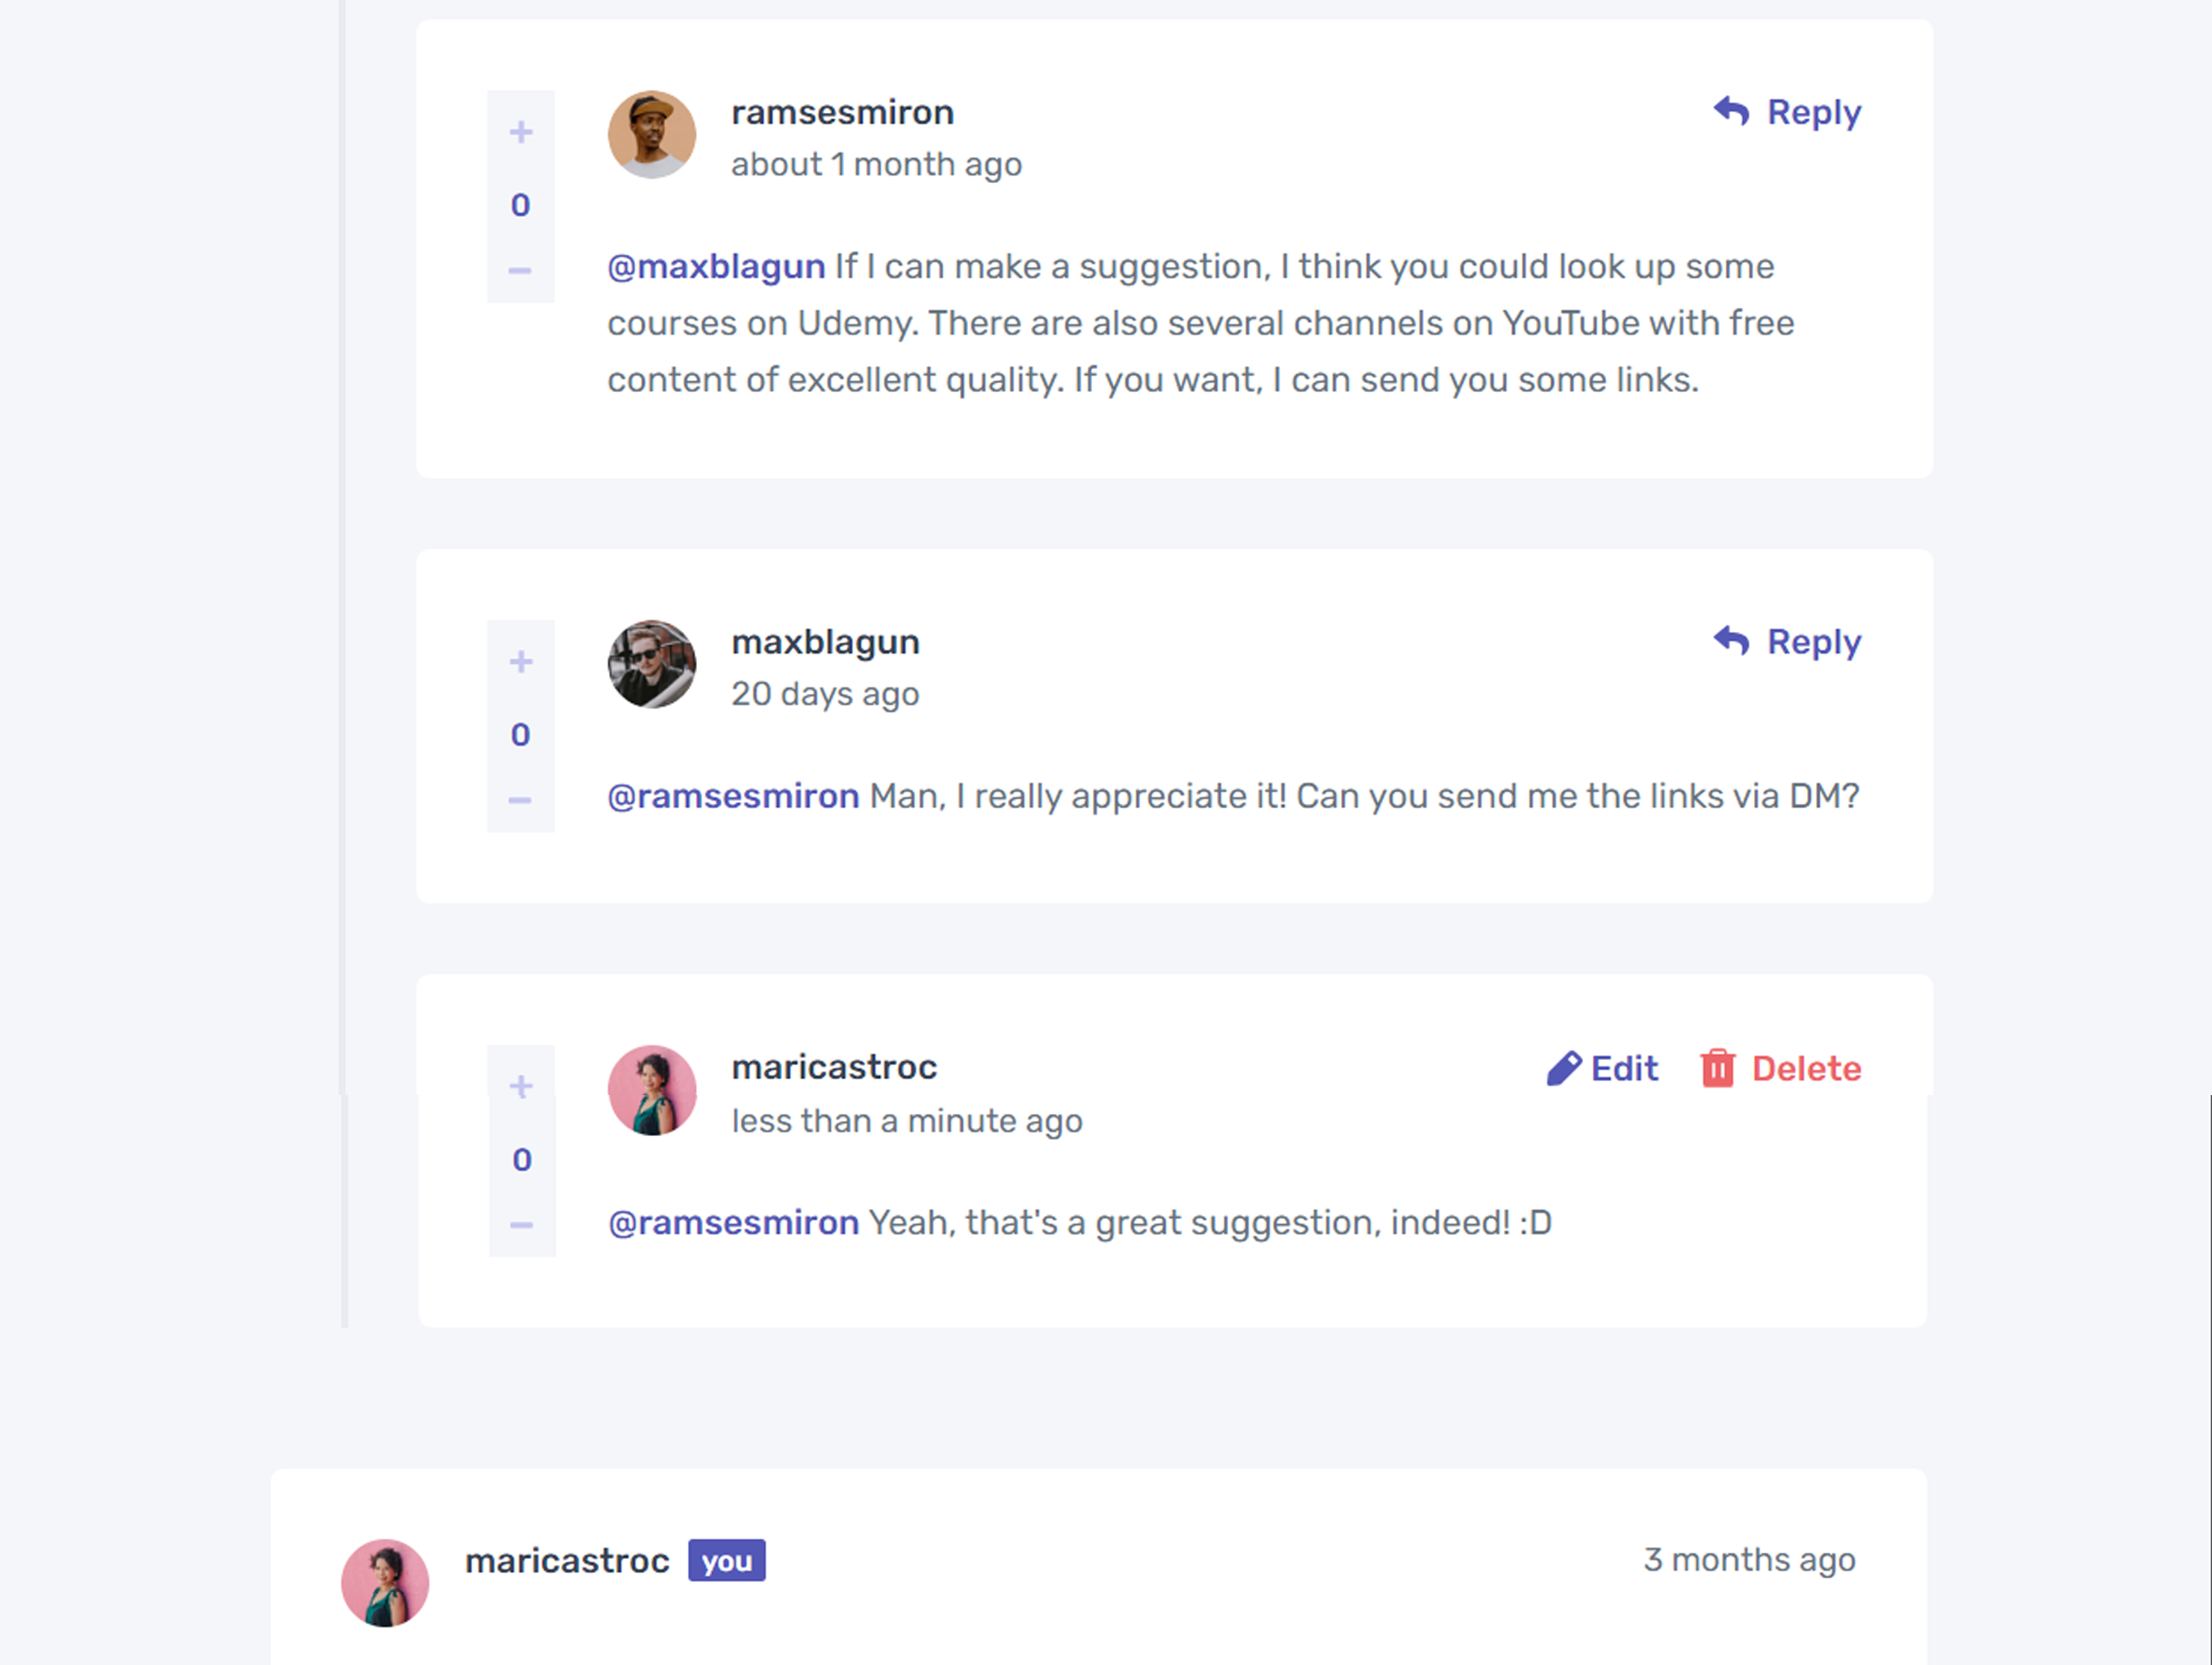 ramsesmiron
Reply
about 1 month ago
+
0
−
@maxblagun If I can make a suggestion, I think you could look up some
courses on Udemy. There are also several channels on YouTube with free
content of excellent quality. If you want, I can send you some links.
maxblagun
Reply
20 days ago
+
0
−
@ramsesmiron Man, I really appreciate it! Can you send me the links via DM?
maricastroc
Edit
Delete
less than a minute ago
+
0
−
@ramsesmiron Yeah, that's a great suggestion, indeed! :D
maricastroc you
3 months ago